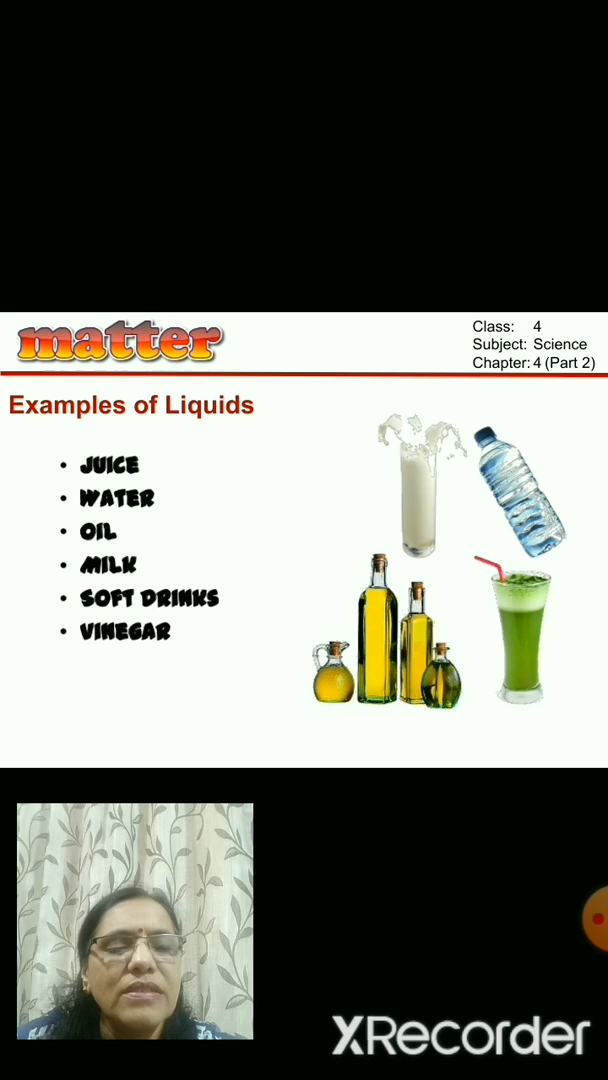 matter
Class: 4
Subject: Science
Chapter: 4 (Part 2)
Examples of Liquids
• JUICE
• WATER
• OIL
• MILK
• SOFT DRINKS
• VINEGAR
XRecorder